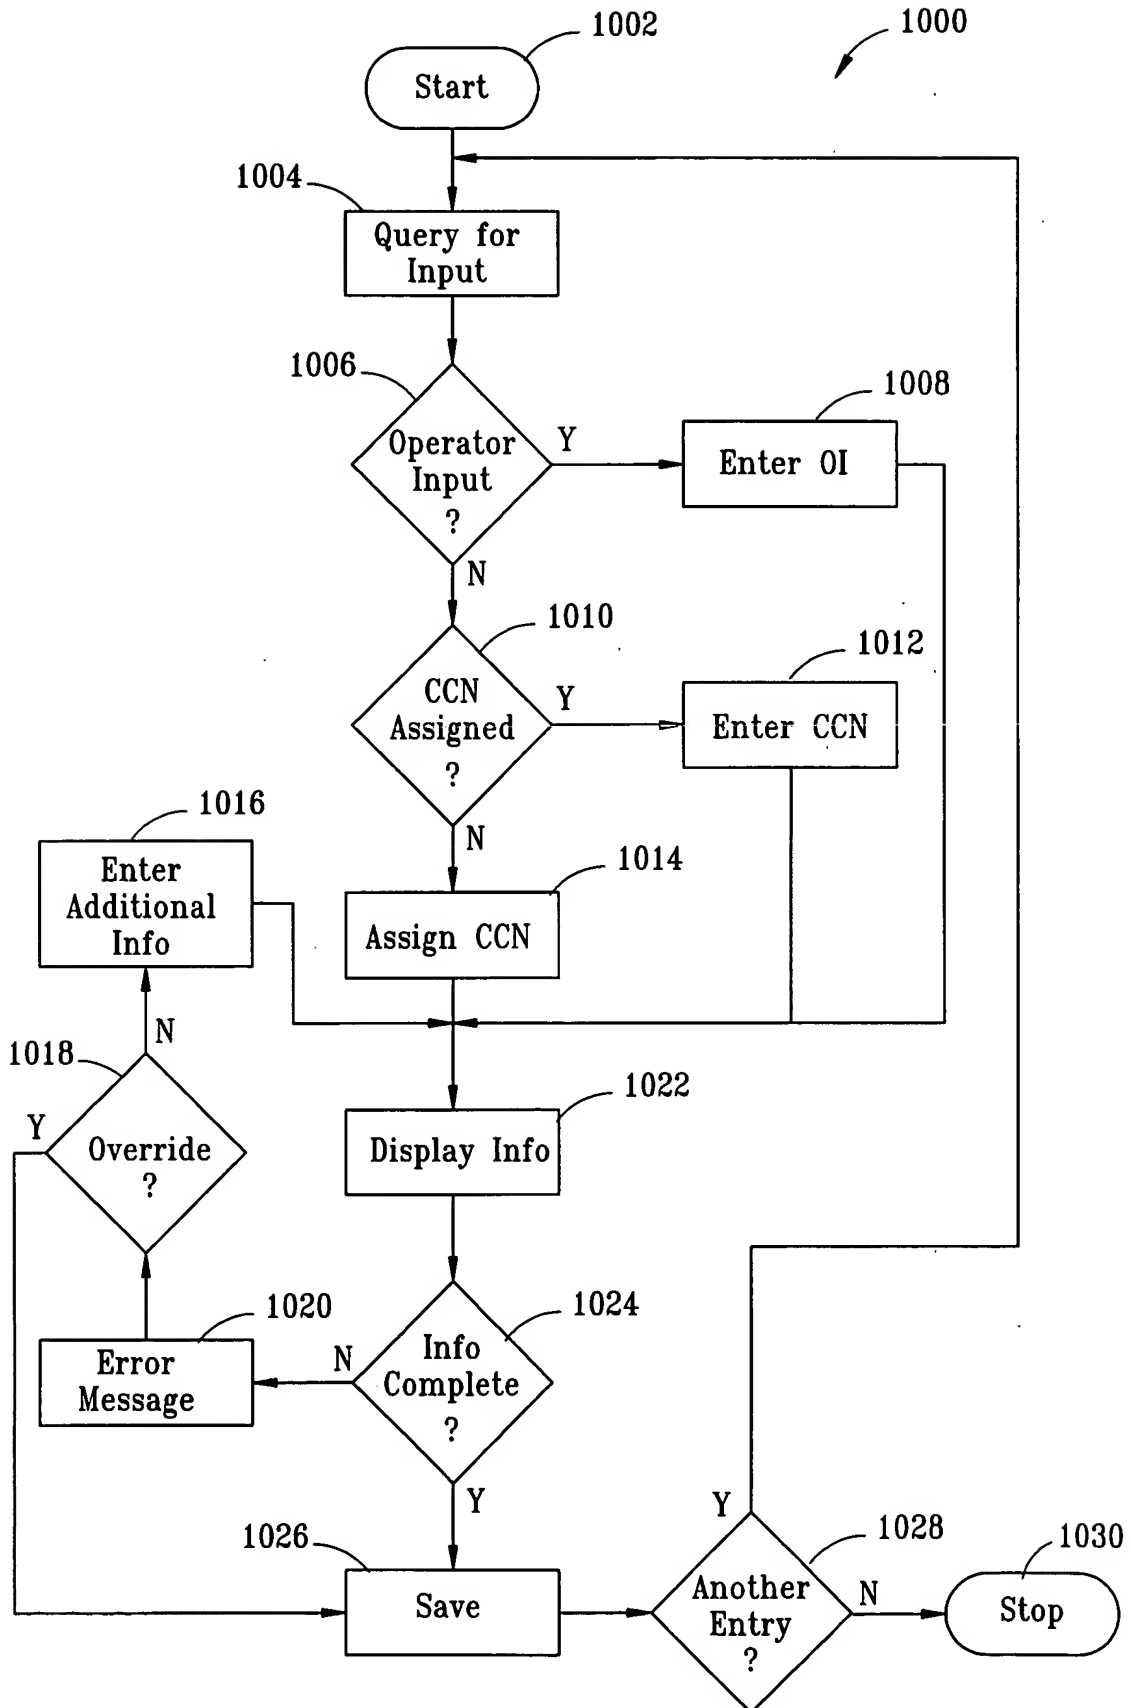 1002
1000
Start
1004
Query for
Input
1006
Operator
Input
?
Y
1008
Enter OI
N
1010
CCN
Assigned
?
Y
1012
Enter CCN
N
1014
Assign CCN
1016
Enter
Additional
Info
N
1018
Y
Override
?
1022
Display Info
1020
Error
Message
N
1024
Info
Complete
?
Y
1026
Save
Y
1028
Another
Entry
?
N
1030
Stop